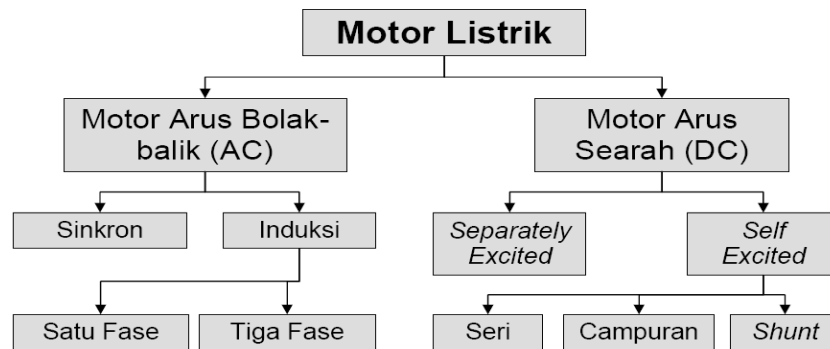 Motor Listrik
Motor Arus Bolak-
balik (AC)
Motor Arus
Searah (DC)
Sinkron
Induksi
Separately
Excited
Self
Excited
Satu Fase
Tiga Fase
Seri
Campuran
Shunt